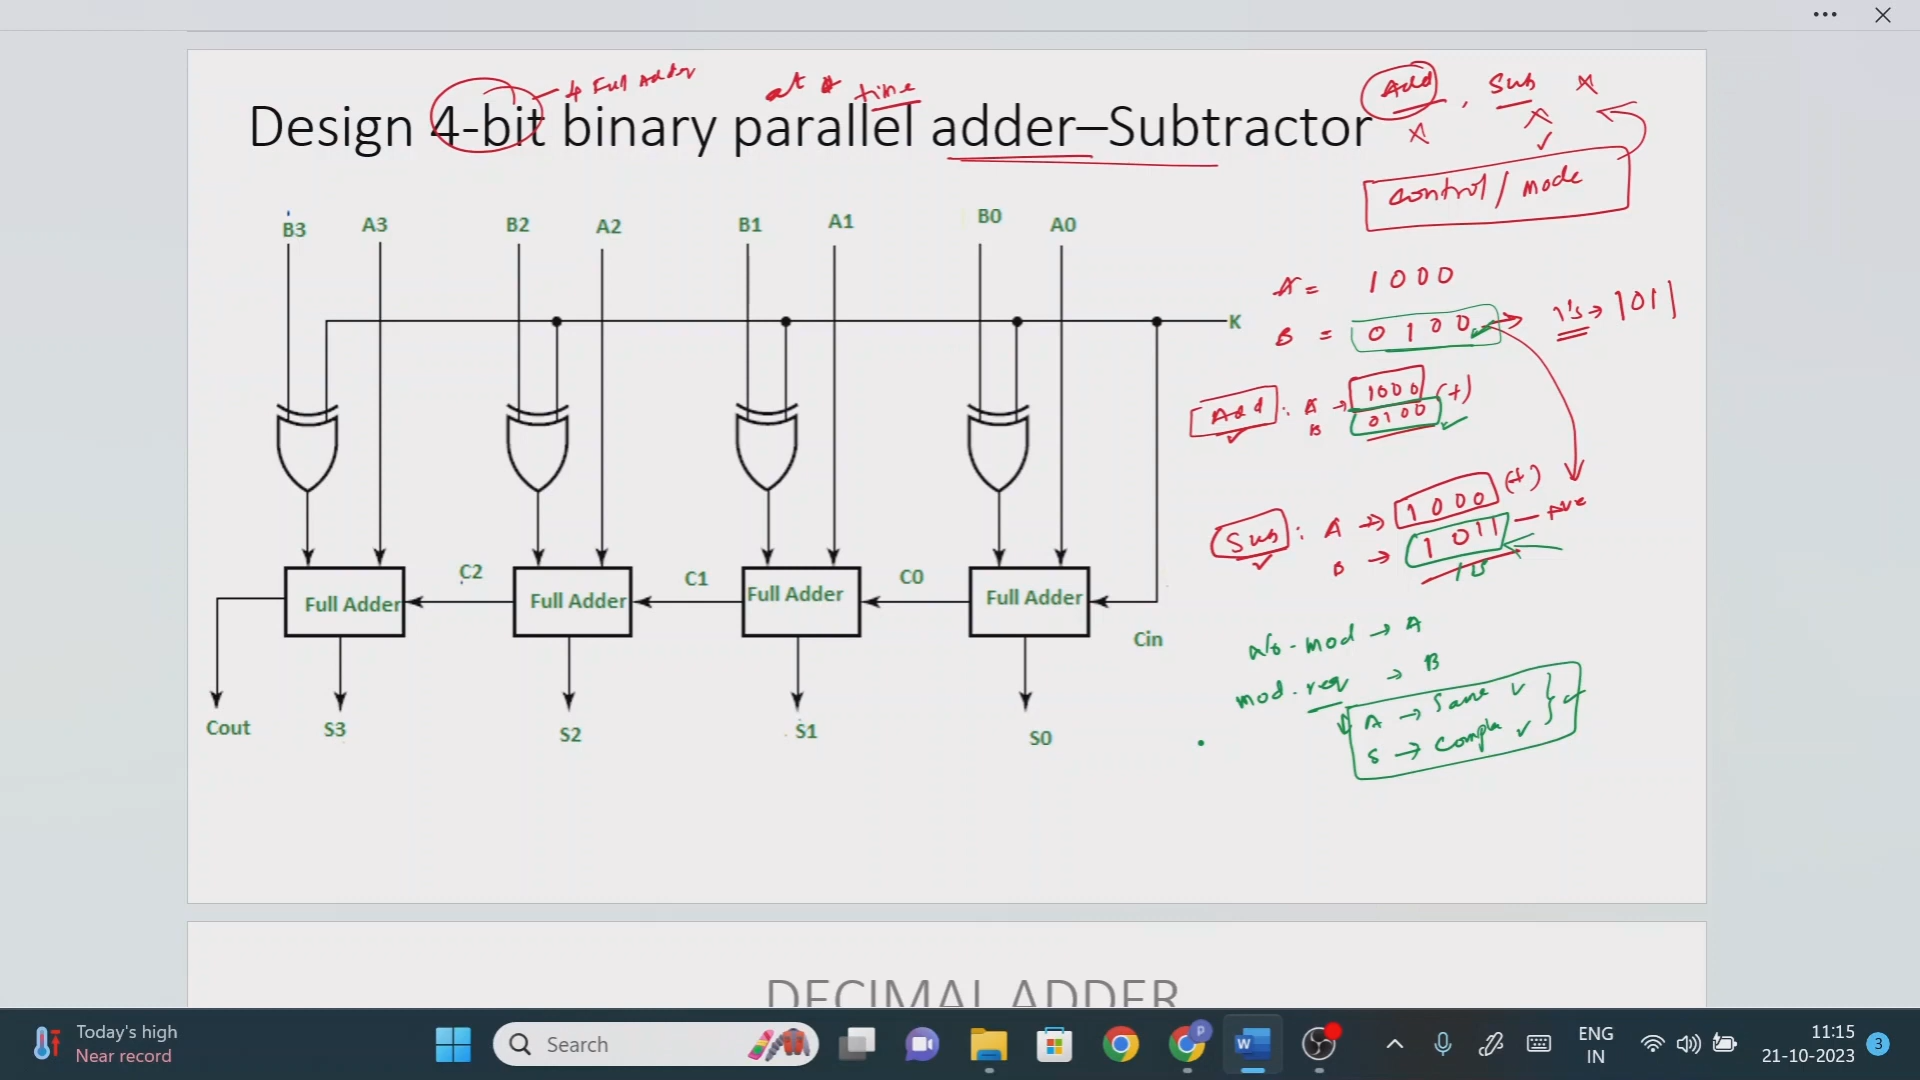 4 Full Adder
at a time
Add, Sub
Design 4-bit binary parallel adder–Subtractor
control / mode
B3 A3 B2 A2 B1 A1 B0 A0
K
A = 1000
B = 0100 1's → 1011
Add : A → 1000 (+)
B 0100
Sub : A → 1000 (+)
B → 1011
Full Adder C2 Full Adder C1 Full Adder C0 Full Adder
Cin
Cout S3 S2 S1 S0
no - mod → A
mod. req → B
A → Same
S → Comple
DECIMAL ADDER
Today's high
Near record
Search
ENG
IN
11:15
21-10-2023
3